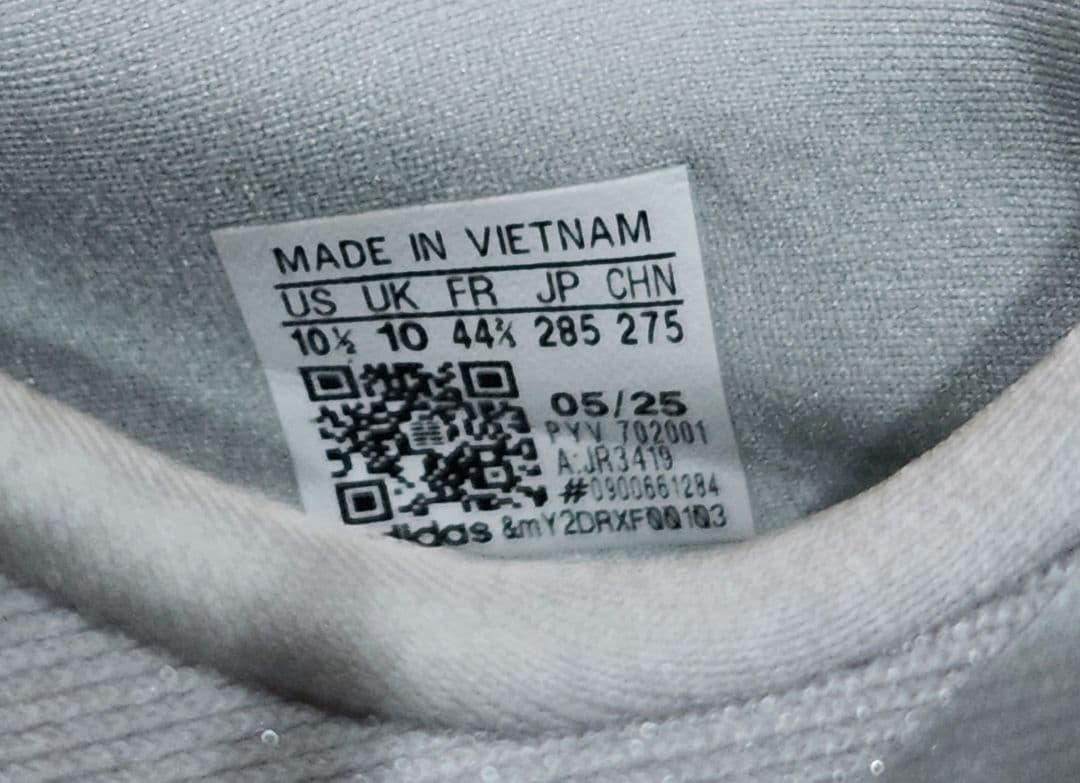 MADE IN VIETNAM
US UK FR JP CHN
10½ 10 44⅔ 285 275
05/25
PYV 702001
A:JR3419
#0900661284
adidas &mY2DRXF00103